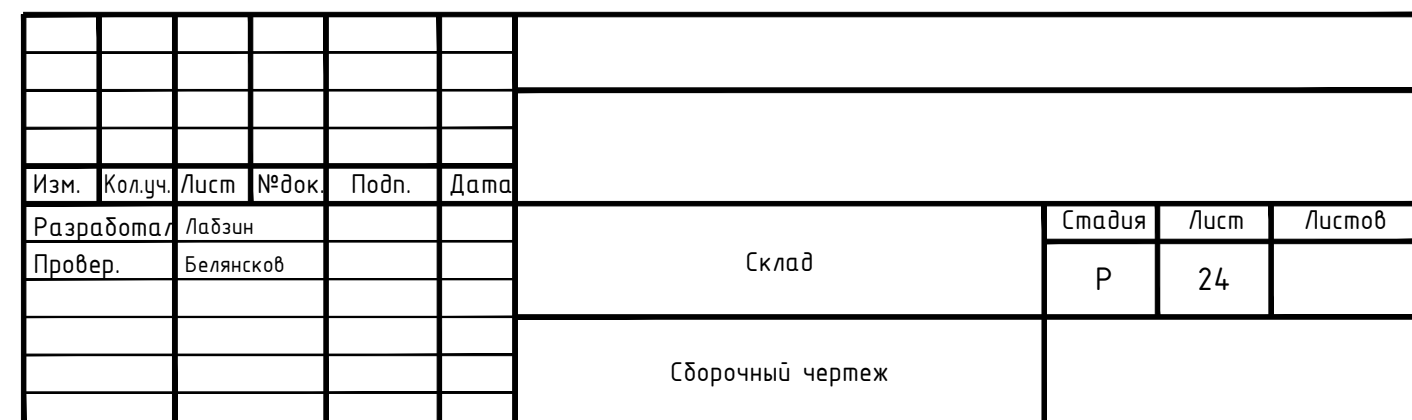 Изм. Кол.уч. Лист №док. Подп. Дата
Разработал Лабзин
Стадия Лист Листов
Провер. Белянсков
Склад
Р 24
Сборочный чертеж